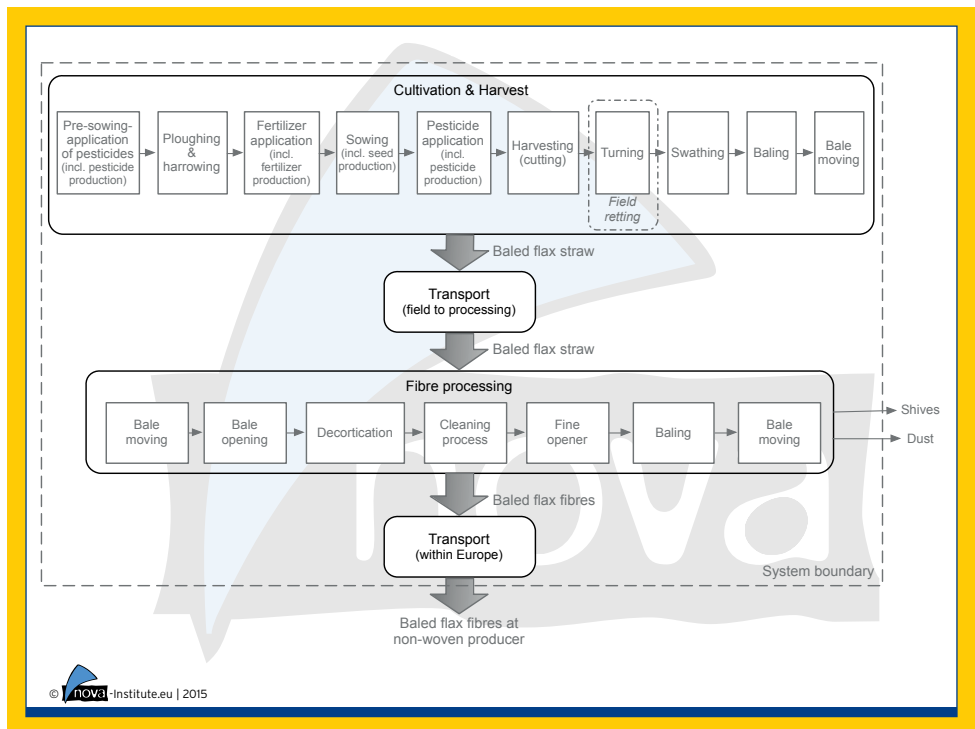 Cultivation & Harvest
Pre-sowing-
application
of pesticides
(incl. pesticide
production)
Ploughing
&
harrowing
Fertilizer
application
(incl.
fertilizer
production)
Sowing
(incl. seed
production)
Pesticide
application
(incl.
pesticide
production)
Harvesting
(cutting)
Turning
Field
retting
Swathing
Baling
Bale
moving
Baled flax straw
Transport
(field to processing)
Baled flax straw
Fibre processing
Bale
moving
Bale
opening
Decortication
Cleaning
process
Fine
opener
Baling
Bale
moving
Shives
Dust
Baled flax fibres
Transport
(within Europe)
System boundary
Baled flax fibres at
non-woven producer
nova
© nova-Institute.eu | 2015